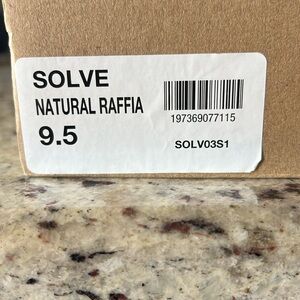 SOLVE
NATURAL RAFFIA
9.5
197369077115
SOLV03S1